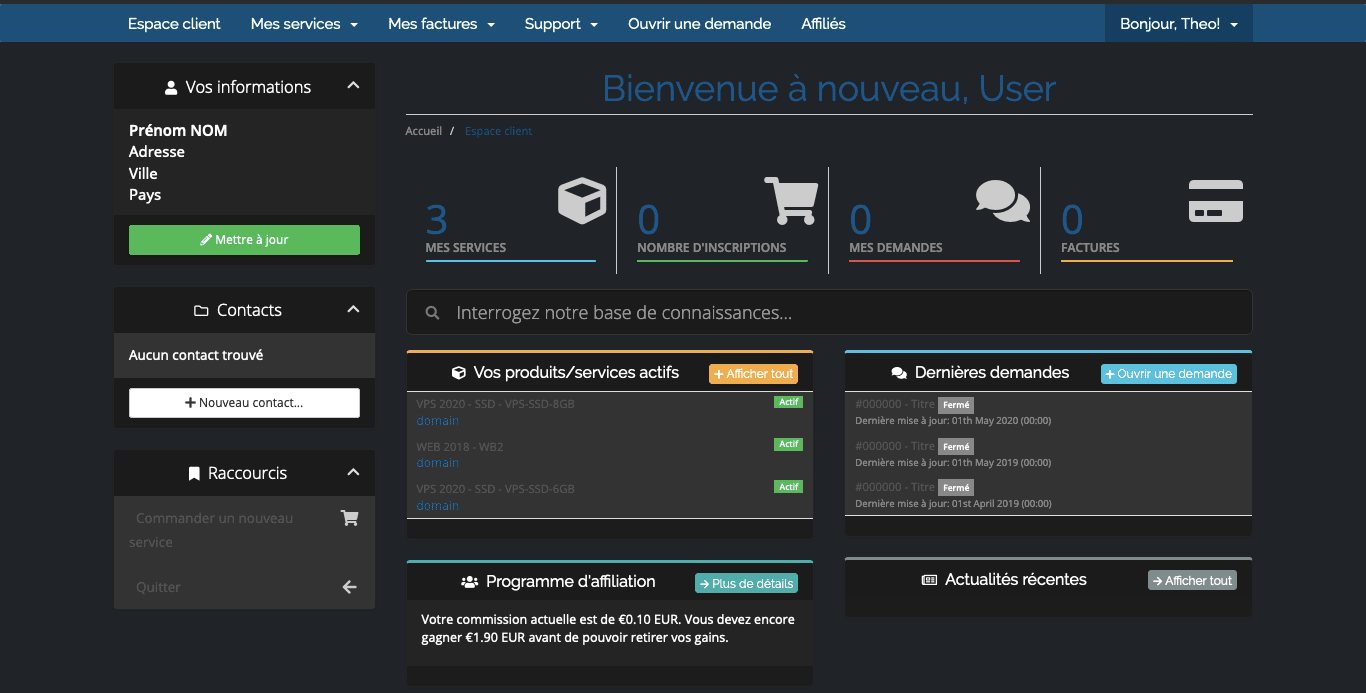 Espace client Mes services Mes factures Support Ouvrir une demande Affiliés Bonjour, Theo!
Vos informations
Prénom NOM
Adresse
Ville
Pays
Mettre à jour
Contacts
Aucun contact trouvé
Nouveau contact...
Raccourcis
Commander un nouveau
service
Quitter
Bienvenue à nouveau, User
Accueil / Espace client
3
MES SERVICES
0
NOMBRE D'INSCRIPTIONS
0
MES DEMANDES
0
FACTURES
Interrogez notre base de connaissances...
Vos produits/services actifs Afficher tout
VPS 2020 - SSD - VPS-SSD-8GB Actif
domain
WEB 2018 - WB2 Actif
domain
VPS 2020 - SSD - VPS-SSD-6GB Actif
domain
Programme d'affiliation Plus de détails
Votre commission actuelle est de €0.10 EUR. Vous devez encore
gagner €1.90 EUR avant de pouvoir retirer vos gains.
Dernières demandes Ouvrir une demande
#000000 - Titre Fermé
Dernière mise à jour: 01th May 2020 (00:00)
#000000 - Titre Fermé
Dernière mise à jour: 01th May 2019 (00:00)
#000000 - Titre Fermé
Dernière mise à jour: 01st April 2019 (00:00)
Actualités récentes Afficher tout